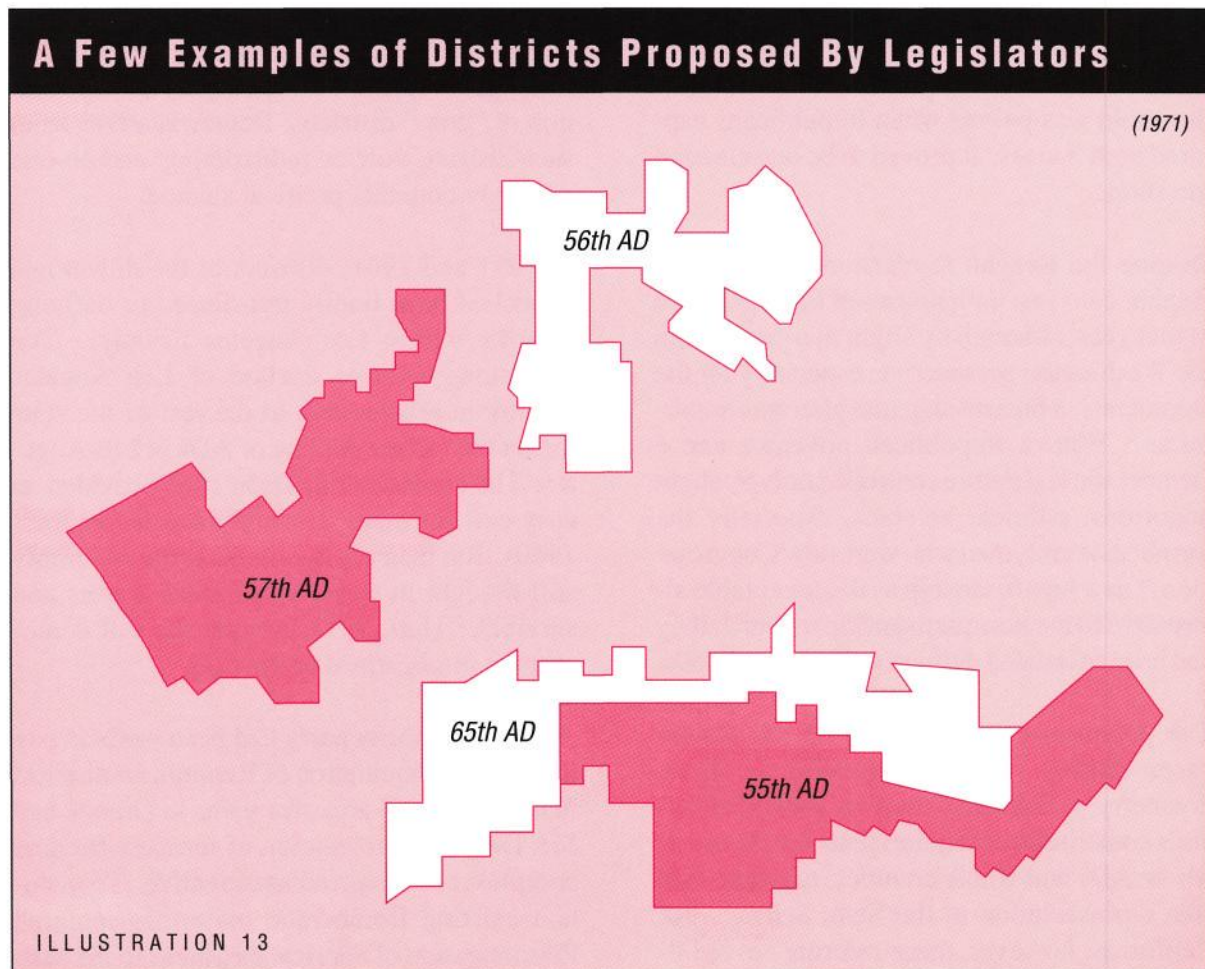 A Few Examples of Districts Proposed By Legislators
(1971)
56th AD
57th AD
65th AD
55th AD
ILLUSTRATION 13